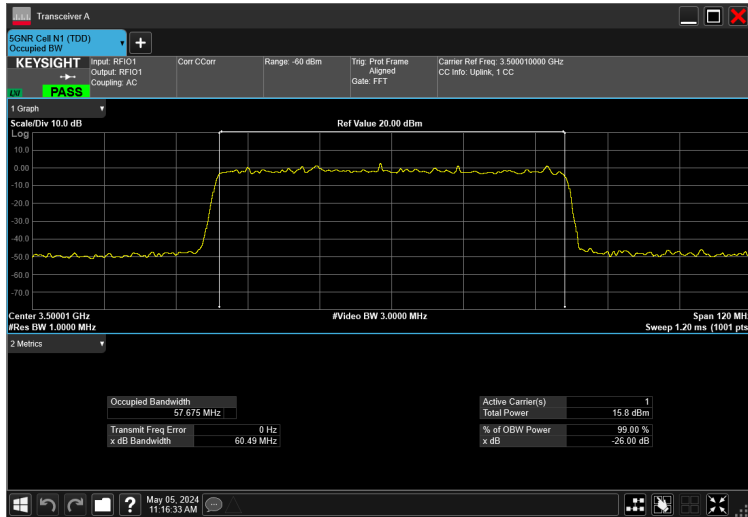 Transceiver A
5GNR Cell N1 (TDD)
Occupied BW
KEYSIGHT
LXI
PASS
Input: RFIO1
Output: RFIO1
Coupling: AC
Corr CCorr
Range: -60 dBm
Trig: Prot Frame
Aligned
Gate: FFT
Carrier Ref Freq: 3.500010000 GHz
CC Info: Uplink, 1 CC
1 Graph
Scale/Div 10.0 dB
Ref Value 20.00 dBm
Log
10.0
0.00
-10.0
-20.0
-30.0
-40.0
-50.0
-60.0
-70.0
Center 3.50001 GHz
#Video BW 3.0000 MHz
Span 120 MH
#Res BW 1.0000 MHz
Sweep 1.20 ms (1001 pts
2 Metrics
Occupied Bandwidth
57.675 MHz
Transmit Freq Error 0 Hz
x dB Bandwidth 60.49 MHz
Active Carrier(s) 1
Total Power 15.8 dBm
% of OBW Power 99.00 %
x dB -26.00 dB
?
May 05, 2024
11:16:33 AM